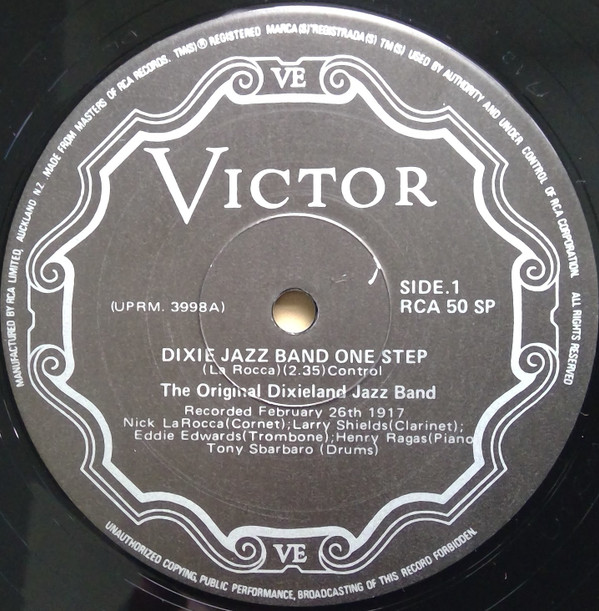 MANUFACTURED BY RCA LIMITED, AUCKLAND N.Z. MADE FROM MASTERS OF RCA RECORDS. TM(S) ® REGISTERED MARCA(S) REGISTRADA(S) TM(S) USED BY AUTHORITY AND UNDER CONTROL OF RCA CORPORATION. ALL RIGHTS RESERVED
VE
VICTOR
SIDE.1
(UPRM. 3998A)
RCA 50 SP
DIXIE JAZZ BAND ONE STEP
(La Rocca)(2.35)Control
The Original Dixieland Jazz Band
Recorded February 26th 1917
Nick LaRocca(Cornet);Larry Shields(Clarinet);
Eddie Edwards(Trombone);Henry Ragas(Piano
Tony Sbarbaro (Drums)
VE
UNAUTHORIZED COPYING, PUBLIC PERFORMANCE, BROADCASTING OF THIS RECORD FORBIDDEN.